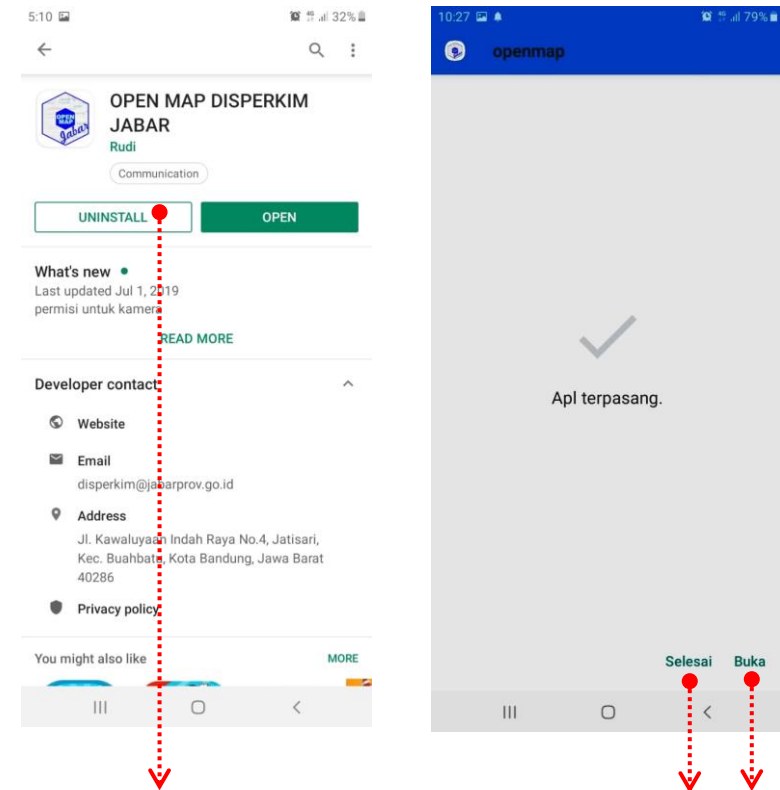 5:10
32%
OPEN MAP DISPERKIM
JABAR
Rudi
Communication
UNINSTALL
OPEN
What's new
Last updated Jul 1, 2019
permisi untuk kamera
READ MORE
Developer contact
Website
Email
disperkim@jabarprov.go.id
Address
Jl. Kawaluyaan Indah Raya No.4, Jatisari,
Kec. Buahbatu, Kota Bandung, Jawa Barat
40286
Privacy policy
You might also like
MORE
OPEN
MAP
Jabar
10:27
79%
openmap
Apl terpasang.
Selesai
Buka